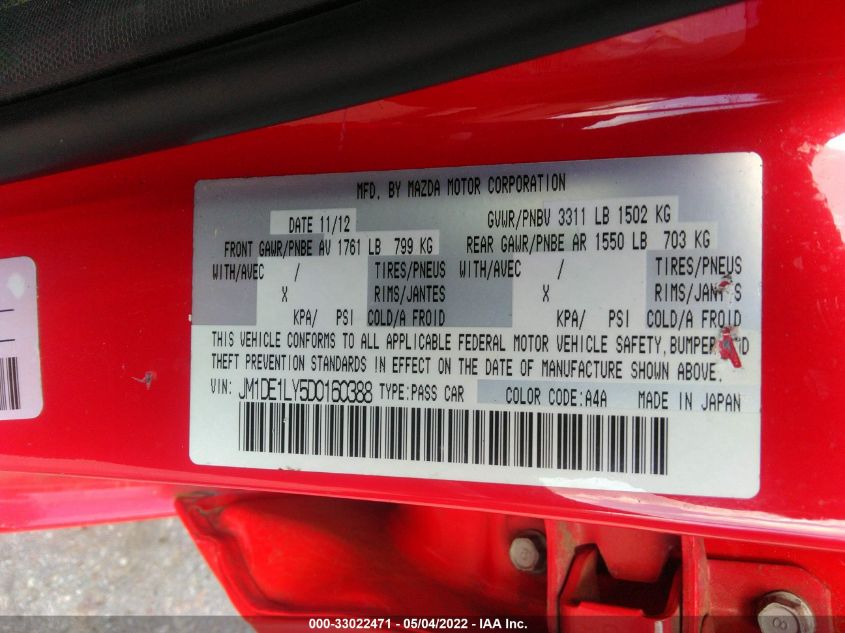 MFD. BY MAZDA MOTOR CORPORATION
DATE 11/12 GVWR/PNBV 3311 LB 1502 KG
FRONT GAWR/PNBE AV 1761 LB 799 KG REAR GAWR/PNBE AR 1550 LB 703 KG
WITH/AVEC / TIRES/PNEUS WITH/AVEC / TIRES/PNEUS
X RIMS/JANTES X RIMS/JANTES
KPA/ PSI COLD/A FROID KPA/ PSI COLD/A FROID
THIS VEHICLE CONFORMS TO ALL APPLICABLE FEDERAL MOTOR VEHICLE SAFETY, BUMPER, AND
THEFT PREVENTION STANDARDS IN EFFECT ON THE DATE OF MANUFACTURE SHOWN ABOVE.
VIN: JM1DE1LY5D0160388 TYPE:PASS CAR COLOR CODE:A4A MADE IN JAPAN
8
000-33022471 - 05/04/2022 - IAA Inc.